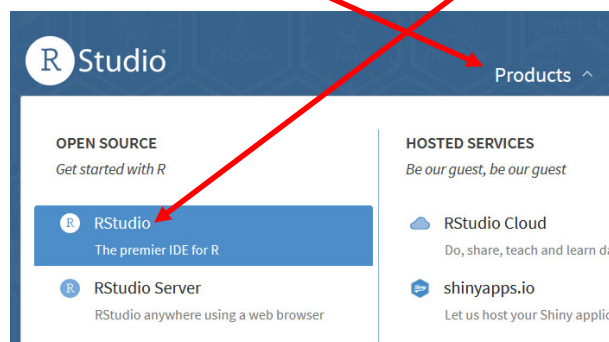 R Studio
Products
OPEN SOURCE
Get started with R
R RStudio
The premier IDE for R
R RStudio Server
RStudio anywhere using a web browser
HOSTED SERVICES
Be our guest, be our guest
RStudio Cloud
Do, share, teach and learn da
shinyapps.io
Let us host your Shiny applic